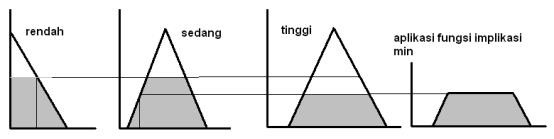 rendah
sedang
tinggi
aplikasi fungsi implikasi
min